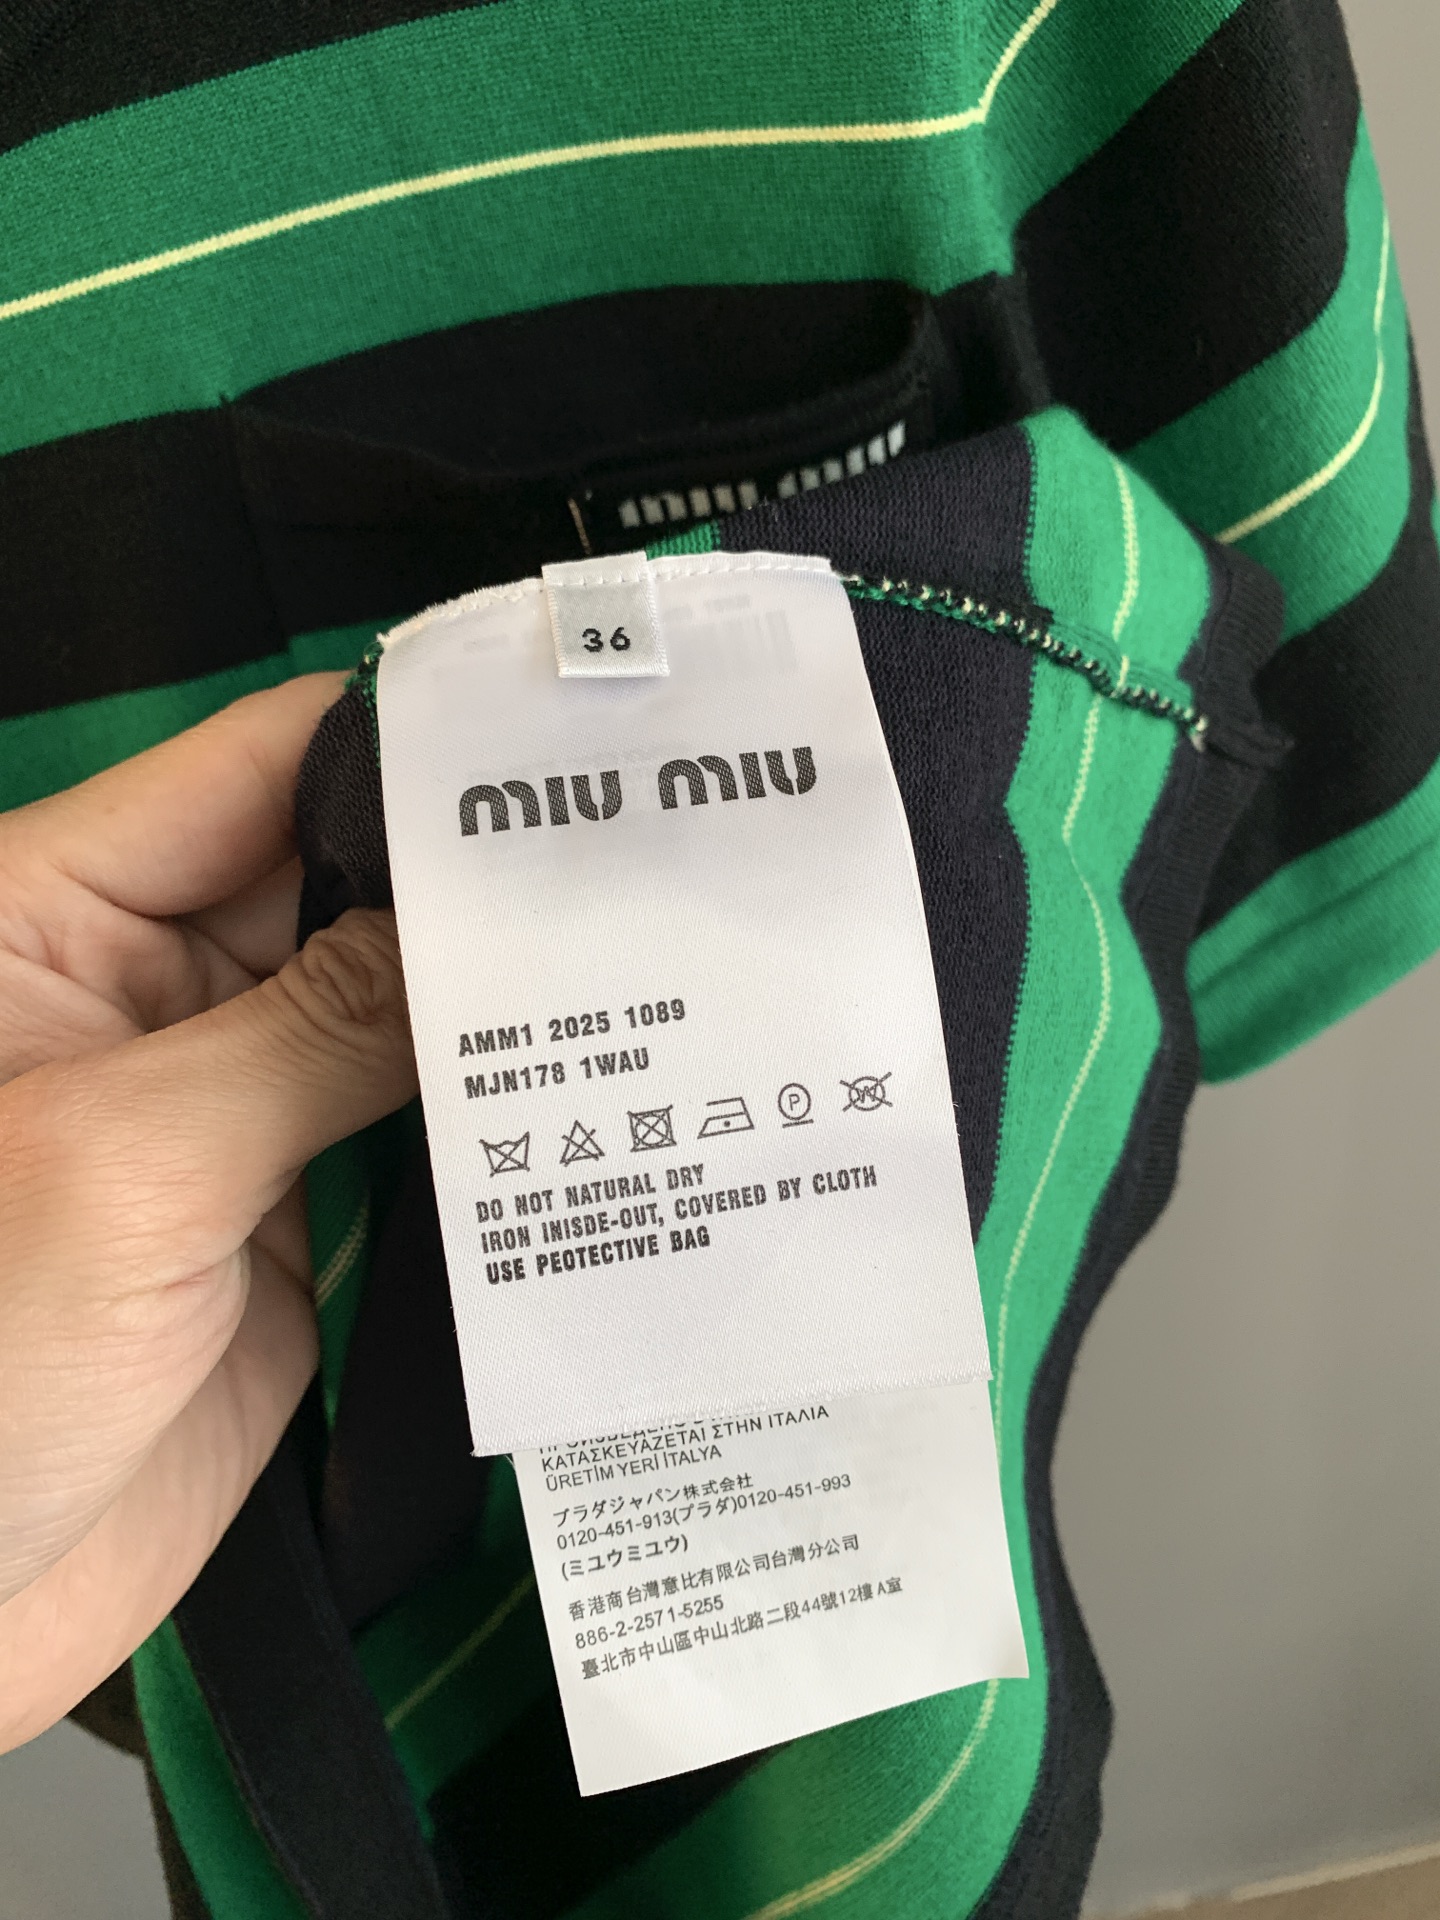 miu miu
36
miu miu
AMM1 2025 1089
MJN178 1WAU
P
W
DO NOT NATURAL DRY
IRON INISDE-OUT, COVERED BY CLOTH
USE PEOTECTIVE BAG
ΚΑΤΑΣΚΕΥΑΖΕΤΑΙ ΣΤΗΝ ΙΤΑΛΙΑ
ÜRETİM YERİ İTALYA
プラダジャパン株式会社
0120-451-913(プラダ)0120-451-993
(ミユウミユウ)
香港商台灣意比有限公司台灣分公司
886-2-2571-5255
臺北市中山區中山北路二段44號12樓A室